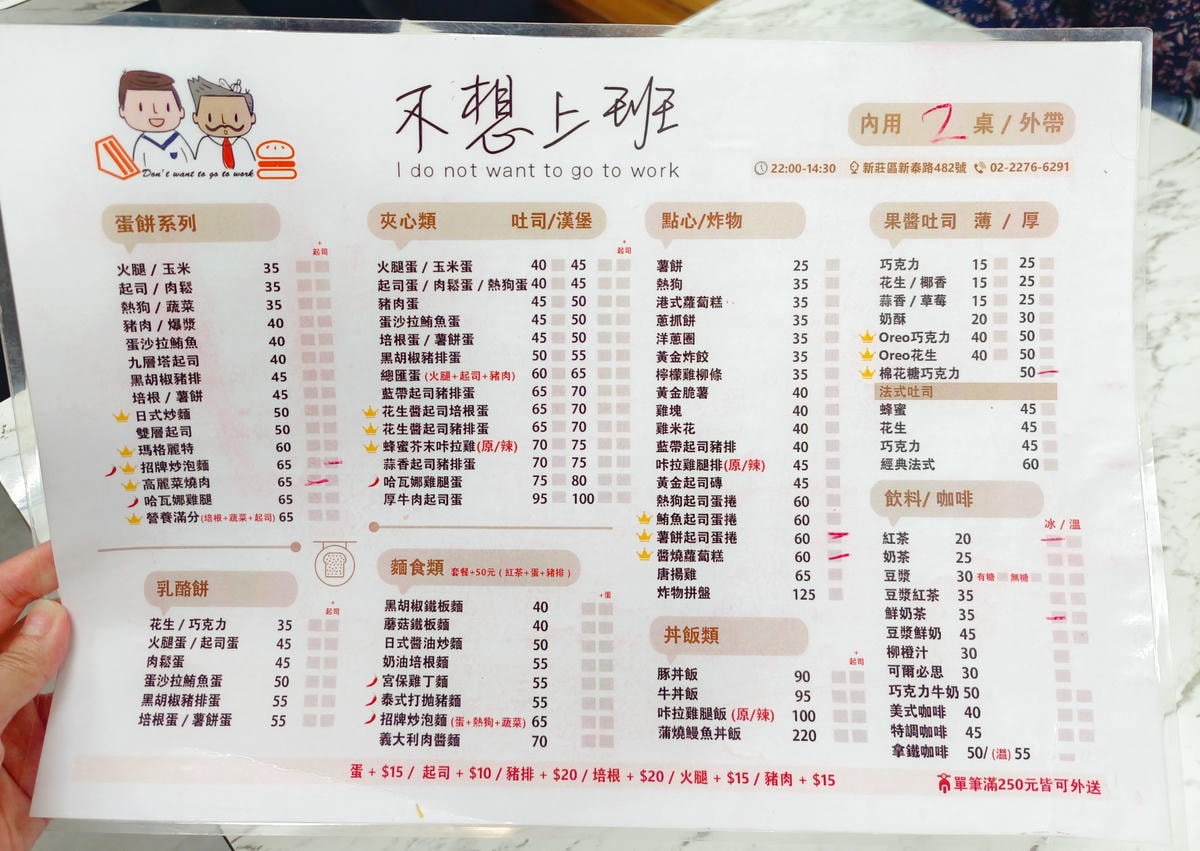 不想上班
I do not want to go to work
Don't want to go to work
內用 2 桌 / 外帶
22:00-14:30 新莊區新泰路482號 02-2276-6291
蛋餅系列
+起司
火腿 / 玉米 35
起司 / 肉鬆 35
熱狗 / 蔬菜 35
豬肉 / 爆漿 40
蛋沙拉鮪魚 40
九層塔起司 40
黑胡椒豬排 45
培根 / 薯餅 45
日式炒麵 50
雙層起司 50
瑪格麗特 60
招牌炒泡麵 65
高麗菜燒肉 65
哈瓦娜雞腿 65
營養滿分(培根+蔬菜+起司) 65
乳酪餅
+起司
花生 / 巧克力 35
火腿蛋 / 起司蛋 45
肉鬆蛋 45
蛋沙拉鮪魚蛋 50
黑胡椒豬排蛋 55
培根蛋 / 薯餅蛋 55
夾心類 吐司/漢堡
+起司
火腿蛋 / 玉米蛋 40 45
起司蛋 / 肉鬆蛋 / 熱狗蛋 40 45
豬肉蛋 45 50
蛋沙拉鮪魚蛋 45 50
培根蛋 / 薯餅蛋 45 50
黑胡椒豬排蛋 50 55
總匯蛋 (火腿+起司+豬肉) 60 65
藍帶起司豬排蛋 65 70
花生醬起司培根蛋 65 70
花生醬起司豬排蛋 65 70
蜂蜜芥末咔拉雞(原/辣) 70 75
蒜香起司豬排蛋 70 75
哈瓦娜雞腿蛋 75 80
厚牛肉起司蛋 95 100
麵食類 套餐+50元 ( 紅茶+蛋+豬排 )
+蛋
黑胡椒鐵板麵 40
蘑菇鐵板麵 40
日式醬油炒麵 50
奶油培根麵 55
宮保雞丁麵 55
泰式打拋豬麵 55
招牌炒泡麵 (蛋+熱狗+蔬菜) 65
義大利肉醬麵 70
點心/炸物
薯餅 25
熱狗 35
港式蘿蔔糕 35
蔥抓餅 35
洋蔥圈 35
黃金炸餃 35
檸檬雞柳條 35
黃金脆薯 40
雞塊 40
雞米花 40
藍帶起司豬排 40
咔拉雞腿排(原/辣) 45
黃金起司磚 45
熱狗起司蛋捲 60
鮪魚起司蛋捲 60
薯餅起司蛋捲 60
醬燒蘿蔔糕 60
唐揚雞 65
炸物拼盤 125
丼飯類
+起司
豚丼飯 90
牛丼飯 95
咔拉雞腿飯 (原/辣) 100
蒲燒鰻魚丼飯 220
果醬吐司 薄 / 厚
巧克力 15 25
花生 / 椰香 15 25
蒜香 / 草莓 15 25
奶酥 20 30
Oreo巧克力 40 50
Oreo花生 40 50
棉花糖巧克力 50
法式吐司
蜂蜜 45
花生 45
巧克力 45
經典法式 60
飲料/ 咖啡
冰 / 溫
紅茶 20
奶茶 25
豆漿 30 有糖 無糖
豆漿紅茶 35
鮮奶茶 35
豆漿鮮奶 45
柳橙汁 30
可爾必思 30
巧克力牛奶 50
美式咖啡 40
特調咖啡 45
拿鐵咖啡 50/ (溫) 55
蛋 + $15 / 起司 + $10 / 豬排 + $20 / 培根 + $20 / 火腿 + $15 / 豬肉 + $15
單筆滿250元皆可外送